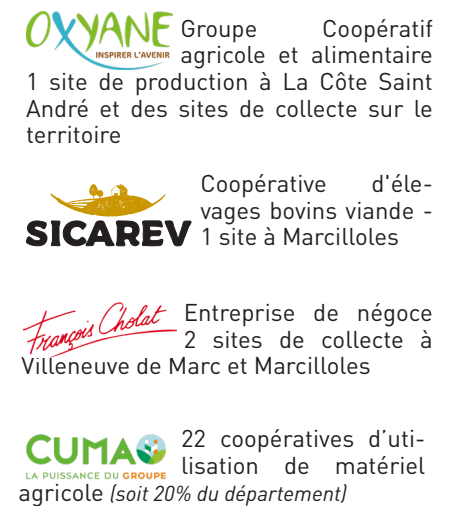 OXYANE Groupe Coopératif
INSPIRER L'AVENIR agricole et alimentaire
1 site de production à La Côte Saint
André et des sites de collecte sur le
territoire
Coopérative d'éle-
vages bovins viande -
SICAREV 1 site à Marcilloles
François Cholat Entreprise de négoce
2 sites de collecte à
Villeneuve de Marc et Marcilloles
CUMA 22 coopératives d'uti-
LA PUISSANCE DU GROUPE lisation de matériel
agricole (soit 20% du département)